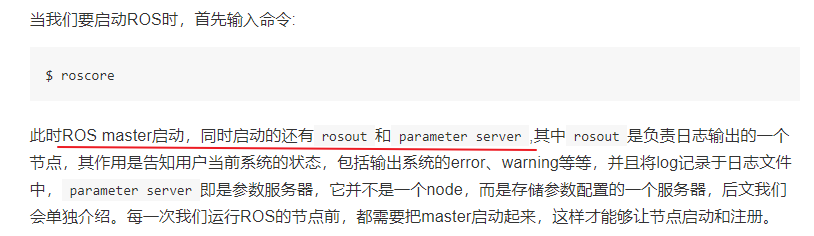 当我们要启动ROS时，首先输入命令:
$ roscore
此时ROS master启动，同时启动的还有 rosout 和 parameter server ,其中 rosout 是负责日志输出的一个
节点，其作用是告知用户当前系统的状态，包括输出系统的error、warning等等，并且将log记录于日志文件
中， parameter server 即是参数服务器，它并不是一个node，而是存储参数配置的一个服务器，后文我们
会单独介绍。每一次我们运行ROS的节点前，都需要把master启动起来，这样才能够让节点启动和注册。